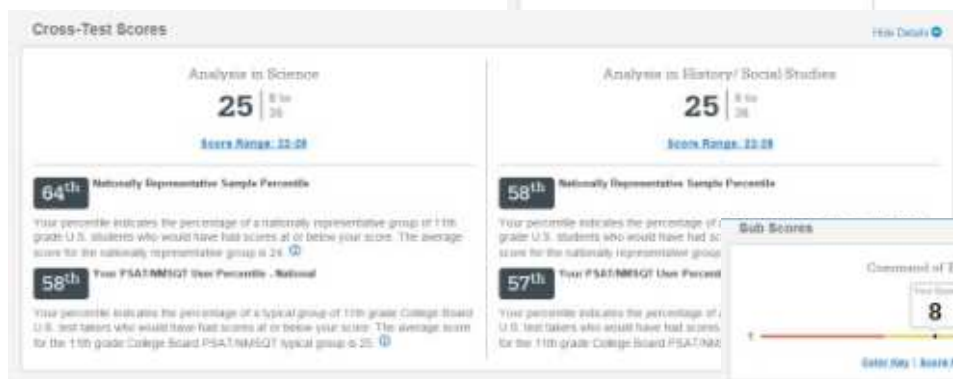 Cross-Test Scores
Hide Details
Analysis in Science
25 | 8 to
Score Range: 22-28
64th Nationally Representative Sample Percentile
Your percentile indicates the percentage of a nationally representative group of 11th
grade U.S. students who would have had scores at or below your score. The average
score for the nationally representative group is 24.
58th Your PSAT/NMSQT User Percentile - National
Your percentile indicates the percentage of a typical group of 11th grade College Board
U.S. test takers who would have had scores at or below your score. The average score
for the 11th grade College Board PSAT/NMSQT typical group is 25.
Analysis in History/ Social Studies
25 | 8 to
Score Range: 22-28
58th Nationally Representative Sample Percentile
Your percentile indicates the percentage of
grade U.S. students who would have had
score for the nationally representative group
57th Your PSAT/NMSQT User
Your percentile indicates the percentage of
U.S. test takers who would have had scores
for the 11th grade College Board
Sub Scores
Command of
8
1
Color Key | Score